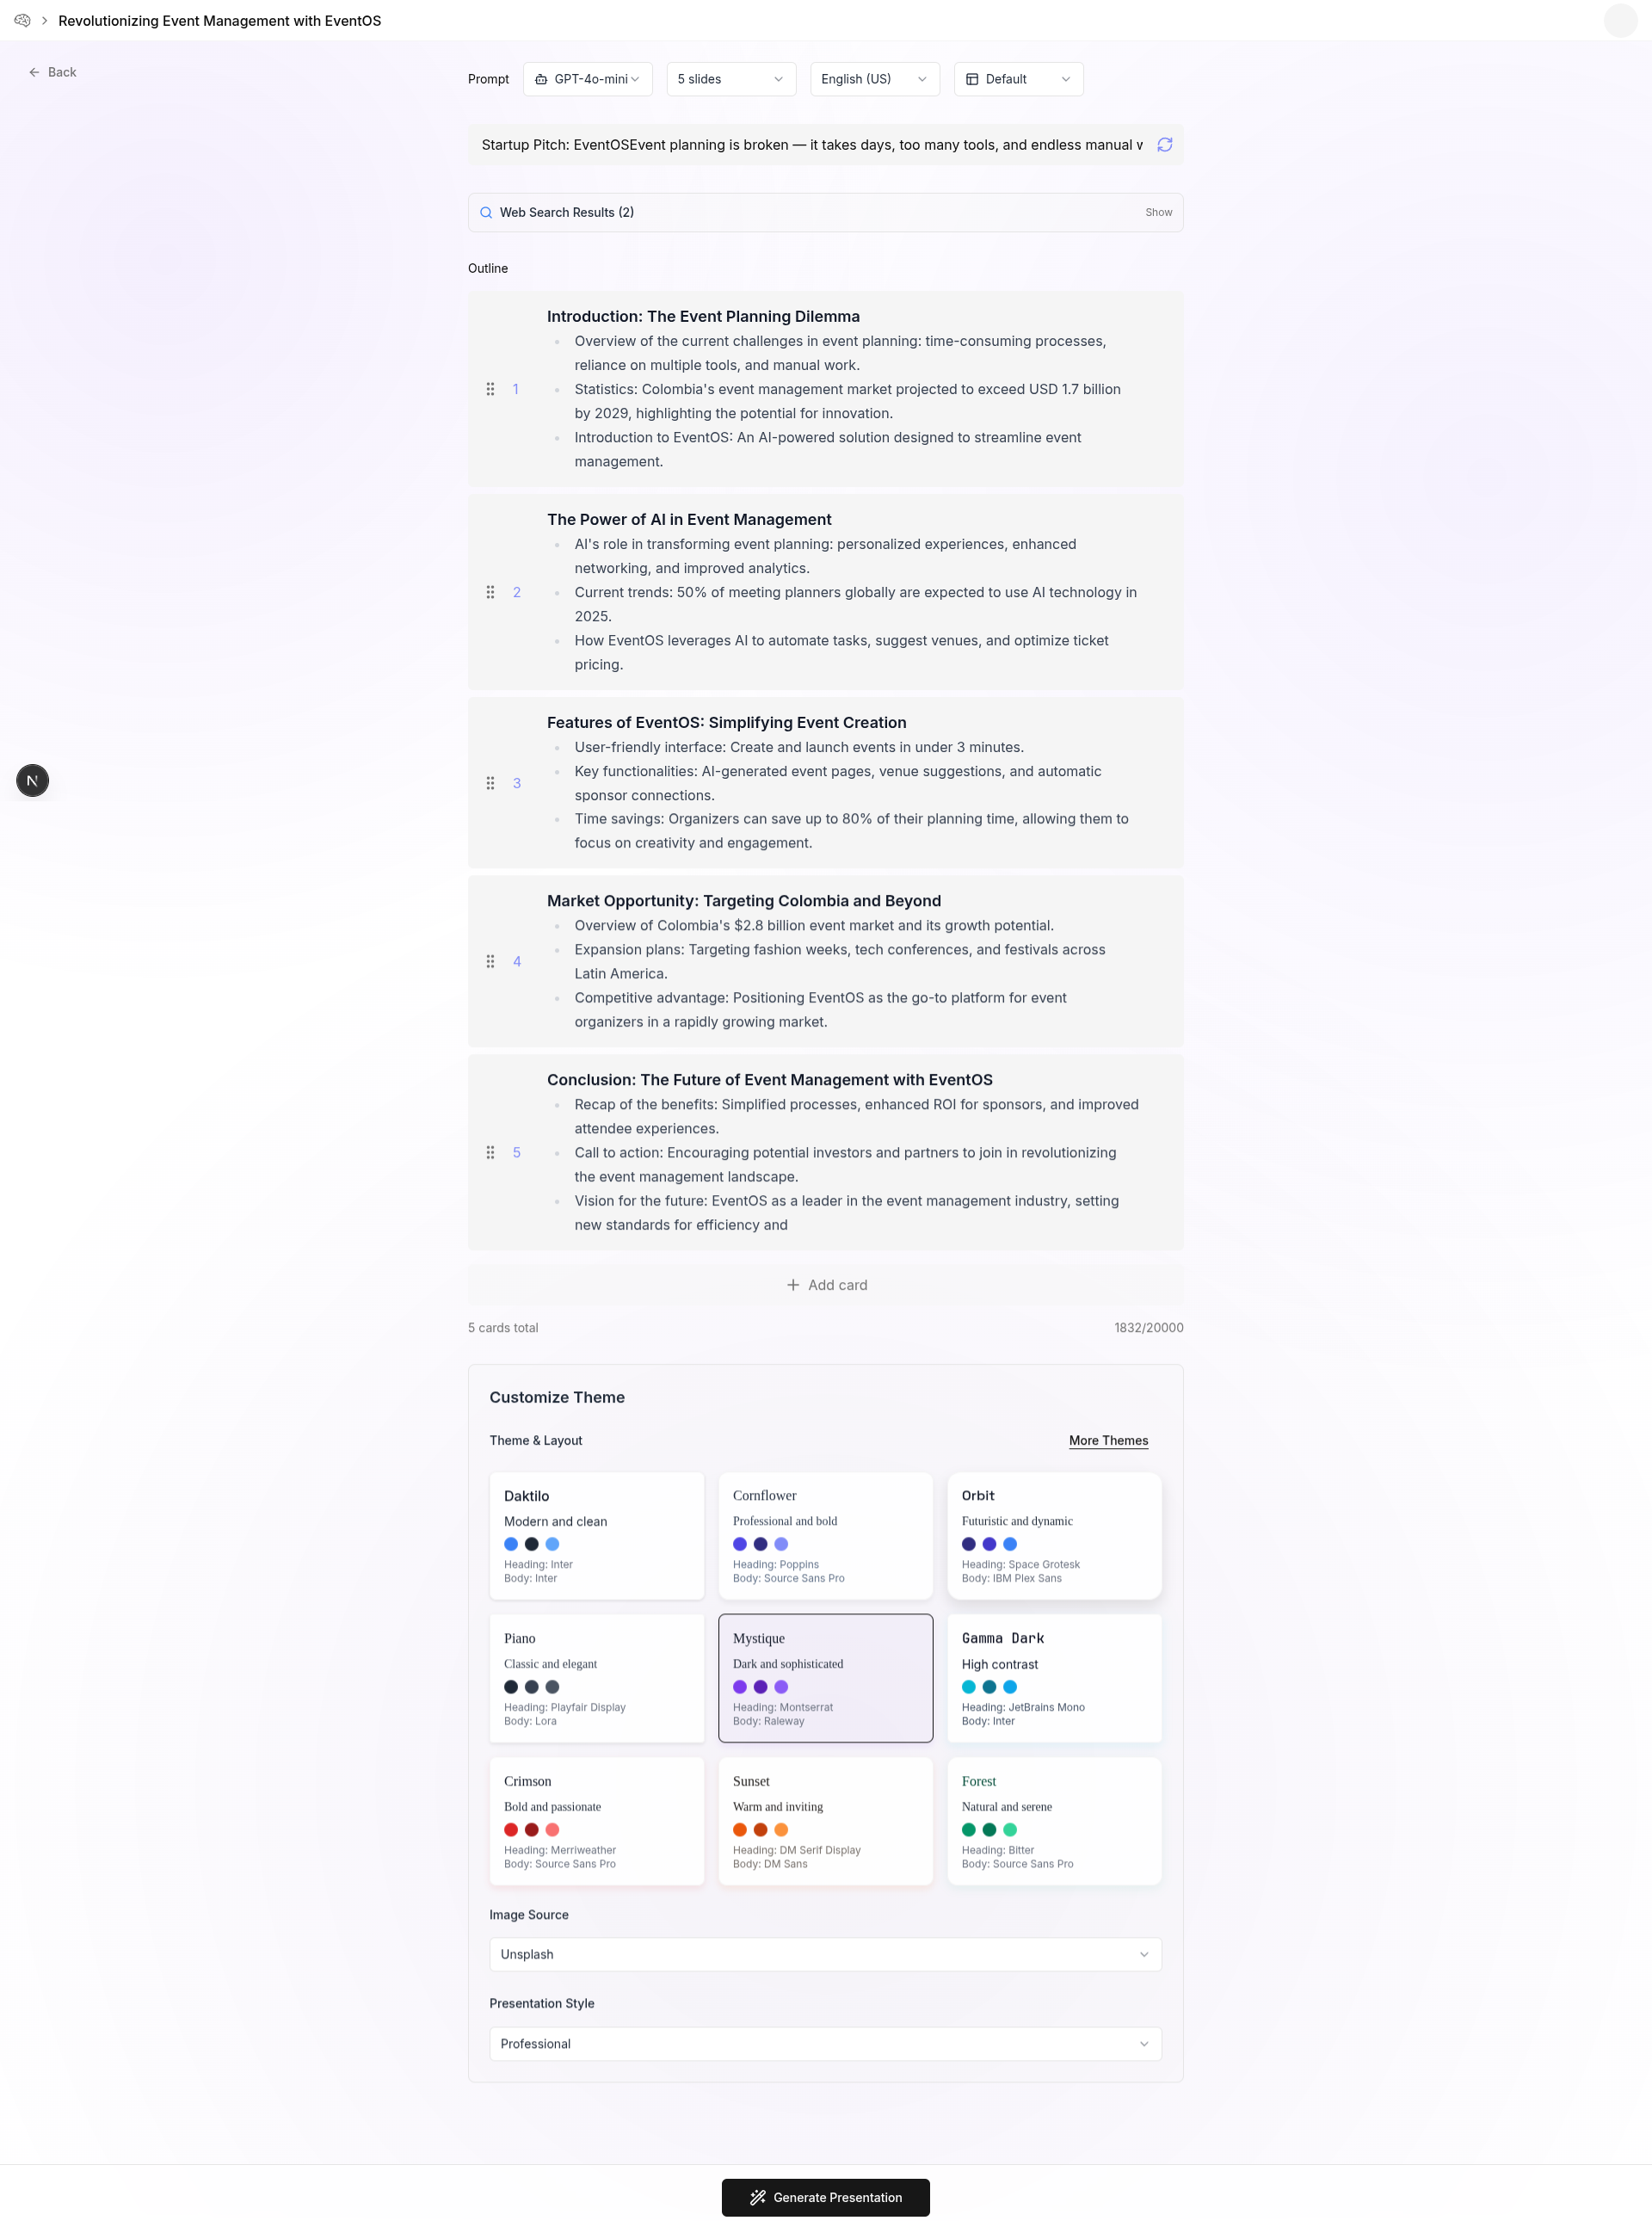 Revolutionizing Event Management with EventOS
Back
Prompt
GPT-4o-mini
5 slides
English (US)
Default
Startup Pitch: EventOSEvent planning is broken — it takes days, too many tools, and endless manual w
Web Search Results (2)
Show
Outline
1
Introduction: The Event Planning Dilemma
Overview of the current challenges in event planning: time-consuming processes,
reliance on multiple tools, and manual work.
Statistics: Colombia's event management market projected to exceed USD 1.7 billion
by 2029, highlighting the potential for innovation.
Introduction to EventOS: An AI-powered solution designed to streamline event
management.
2
The Power of AI in Event Management
AI's role in transforming event planning: personalized experiences, enhanced
networking, and improved analytics.
Current trends: 50% of meeting planners globally are expected to use AI technology in
2025.
How EventOS leverages AI to automate tasks, suggest venues, and optimize ticket
pricing.
3
Features of EventOS: Simplifying Event Creation
User-friendly interface: Create and launch events in under 3 minutes.
Key functionalities: AI-generated event pages, venue suggestions, and automatic
sponsor connections.
Time savings: Organizers can save up to 80% of their planning time, allowing them to
focus on creativity and engagement.
4
Market Opportunity: Targeting Colombia and Beyond
Overview of Colombia's $2.8 billion event market and its growth potential.
Expansion plans: Targeting fashion weeks, tech conferences, and festivals across
Latin America.
Competitive advantage: Positioning EventOS as the go-to platform for event
organizers in a rapidly growing market.
5
Conclusion: The Future of Event Management with EventOS
Recap of the benefits: Simplified processes, enhanced ROI for sponsors, and improved
attendee experiences.
Call to action: Encouraging potential investors and partners to join in revolutionizing
the event management landscape.
Vision for the future: EventOS as a leader in the event management industry, setting
new standards for efficiency and
Add card
5 cards total
1832/20000
Customize Theme
Theme & Layout
More Themes
Daktilo
Modern and clean
Heading: Inter
Body: Inter
Cornflower
Professional and bold
Heading: Poppins
Body: Source Sans Pro
Orbit
Futuristic and dynamic
Heading: Space Grotesk
Body: IBM Plex Sans
Piano
Classic and elegant
Heading: Playfair Display
Body: Lora
Mystique
Dark and sophisticated
Heading: Montserrat
Body: Raleway
Gamma Dark
High contrast
Heading: JetBrains Mono
Body: Inter
Crimson
Bold and passionate
Heading: Merriweather
Body: Source Sans Pro
Sunset
Warm and inviting
Heading: DM Serif Display
Body: DM Sans
Forest
Natural and serene
Heading: Bitter
Body: Source Sans Pro
Image Source
Unsplash
Presentation Style
Professional
Generate Presentation